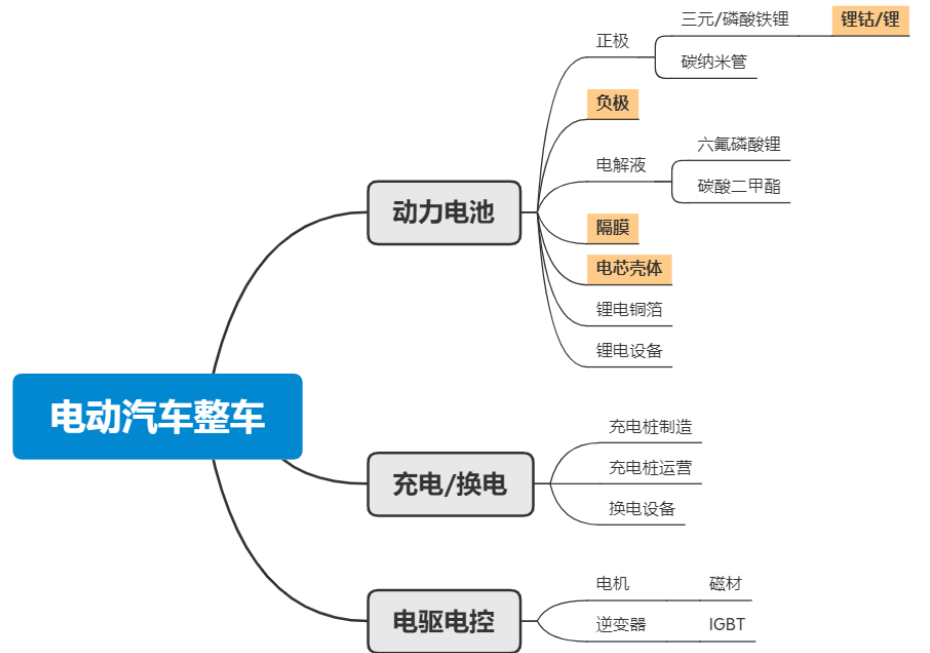 电动汽车整车
动力电池
正极
三元/磷酸铁锂
锂钴/锂
碳纳米管
负极
电解液
六氟磷酸锂
碳酸二甲酯
隔膜
电芯壳体
锂电铜箔
锂电设备
充电/换电
充电桩制造
充电桩运营
换电设备
电驱电控
电机
磁材
逆变器
IGBT